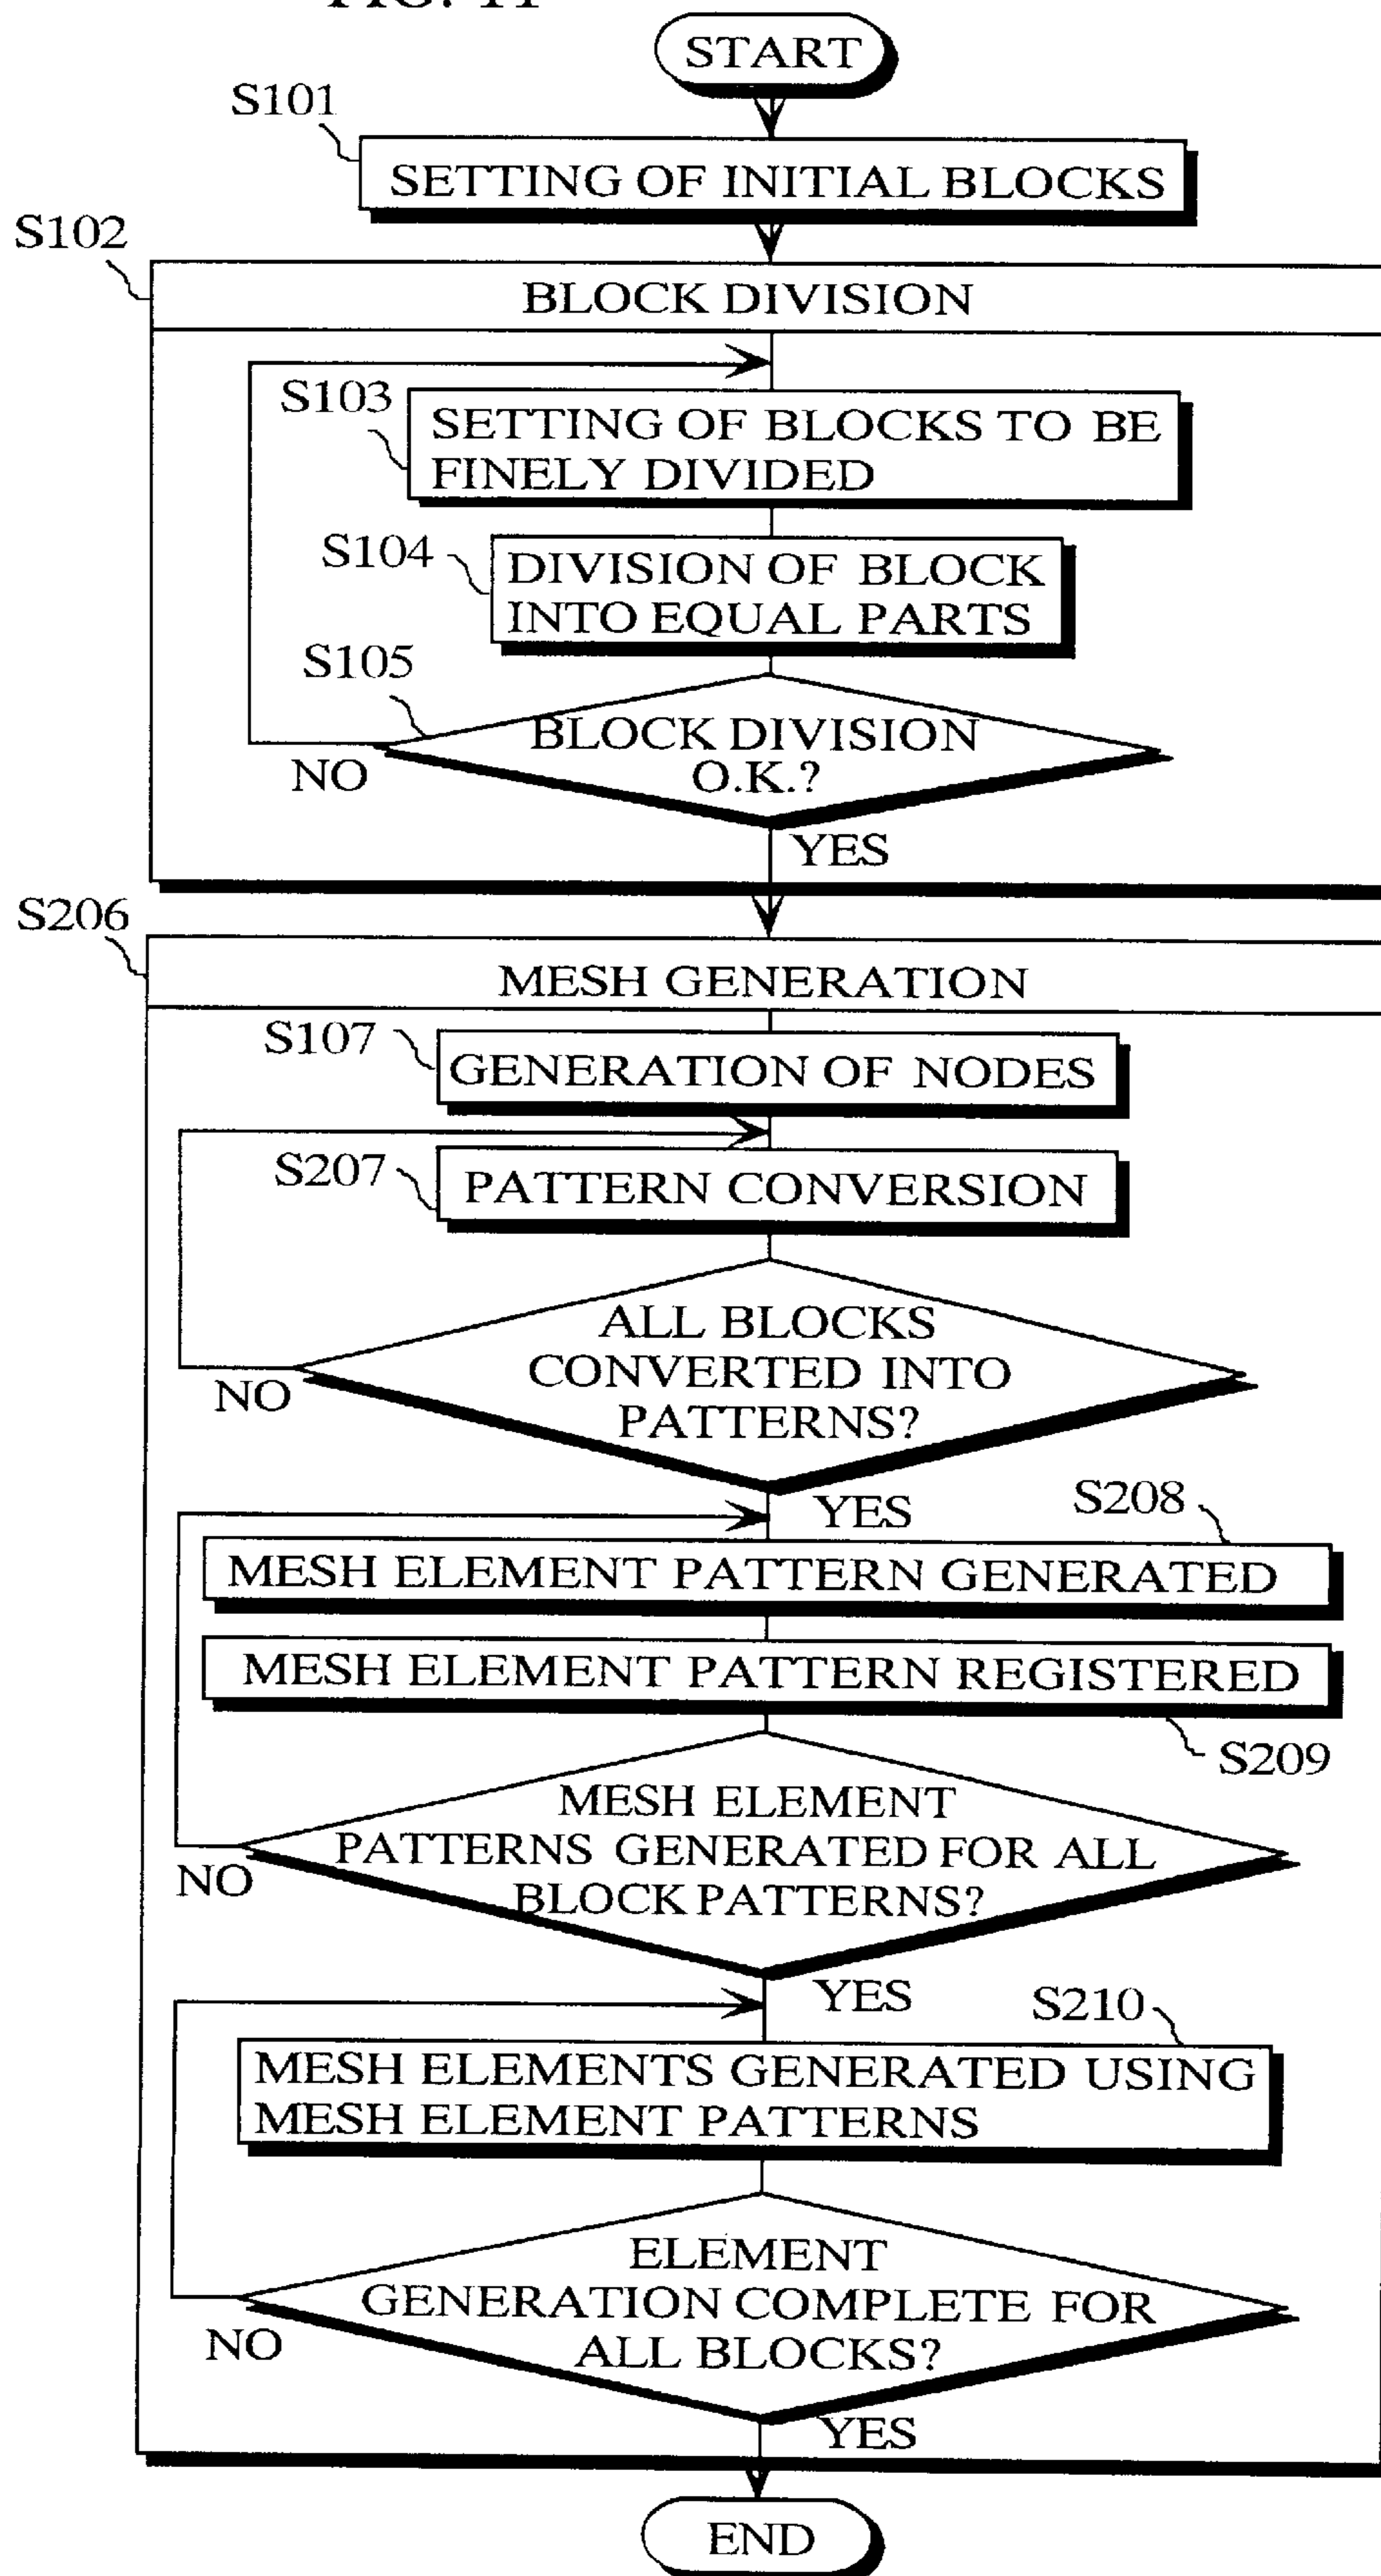 FIG. 11
START
S101
SETTING OF INITIAL BLOCKS
S102
BLOCK DIVISION
S103
SETTING OF BLOCKS TO BE
FINELY DIVIDED
S104
DIVISION OF BLOCK
INTO EQUAL PARTS
S105
BLOCK DIVISION
O.K.?
NO
YES
S206
MESH GENERATION
S107
GENERATION OF NODES
S207
PATTERN CONVERSION
ALL BLOCKS
CONVERTED INTO
PATTERNS?
NO
YES
S208
MESH ELEMENT PATTERN GENERATED
MESH ELEMENT PATTERN REGISTERED
S209
MESH ELEMENT
PATTERNS GENERATED FOR ALL
BLOCK PATTERNS?
NO
YES
S210
MESH ELEMENTS GENERATED USING
MESH ELEMENT PATTERNS
ELEMENT
GENERATION COMPLETE FOR
ALL BLOCKS?
NO
YES
END